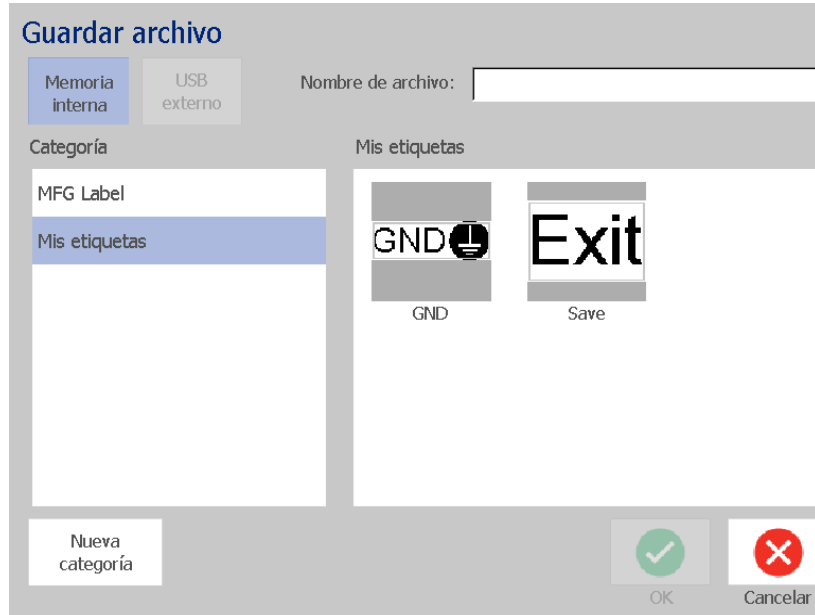 Guardar archivo
Memoria
interna
USB
externo
Nombre de archivo:
Categoría
Mis etiquetas
MFG Label
Mis etiquetas
GND
Exit
GND
Save
Nueva
categoría
OK
Cancelar